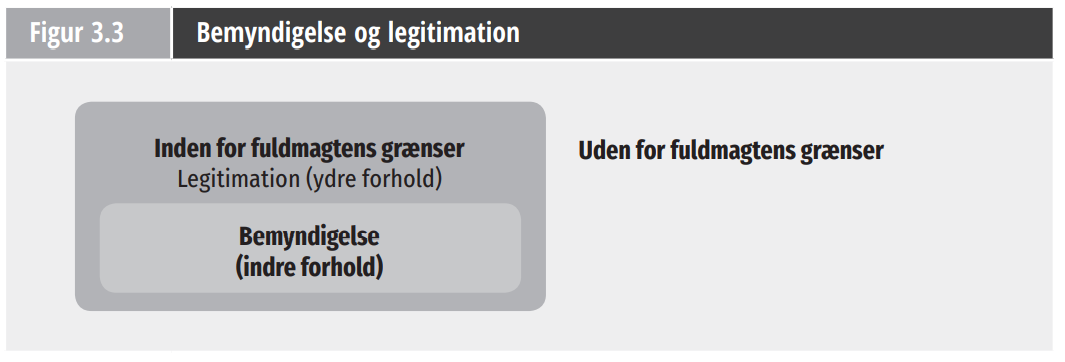 Figur 3.3 Bemyndigelse og legitimation
Inden for fuldmagtens grænser
Legitimation (ydre forhold)
Bemyndigelse
(indre forhold)
Uden for fuldmagtens grænser